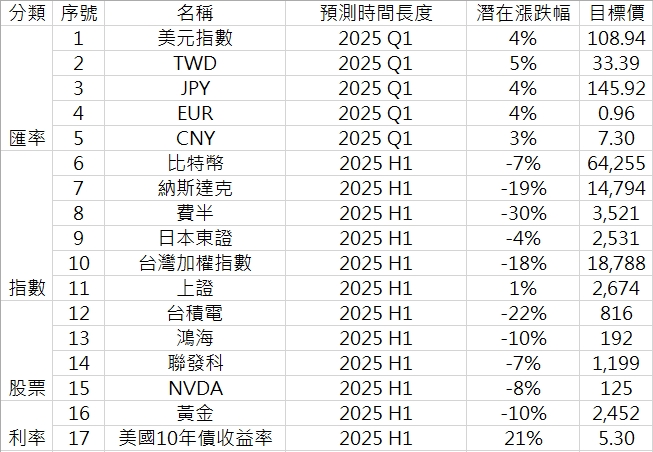 分類 序號 名稱 預測時間長度 潛在漲跌幅 目標價
1 美元指數 2025 Q1 4% 108.94
2 TWD 2025 Q1 5% 33.39
3 JPY 2025 Q1 4% 145.92
4 EUR 2025 Q1 4% 0.96
匯率 5 CNY 2025 Q1 3% 7.30
6 比特幣 2025 H1 -7% 64,255
7 納斯達克 2025 H1 -19% 14,794
8 費半 2025 H1 -30% 3,521
9 日本東證 2025 H1 -4% 2,531
10 台灣加權指數 2025 H1 -18% 18,788
指數 11 上證 2025 H1 1% 2,674
12 台積電 2025 H1 -22% 816
13 鴻海 2025 H1 -10% 192
14 聯發科 2025 H1 -7% 1,199
股票 15 NVDA 2025 H1 -8% 125
16 黃金 2025 H1 -10% 2,452
利率 17 美國10年債收益率 2025 H1 21% 5.30